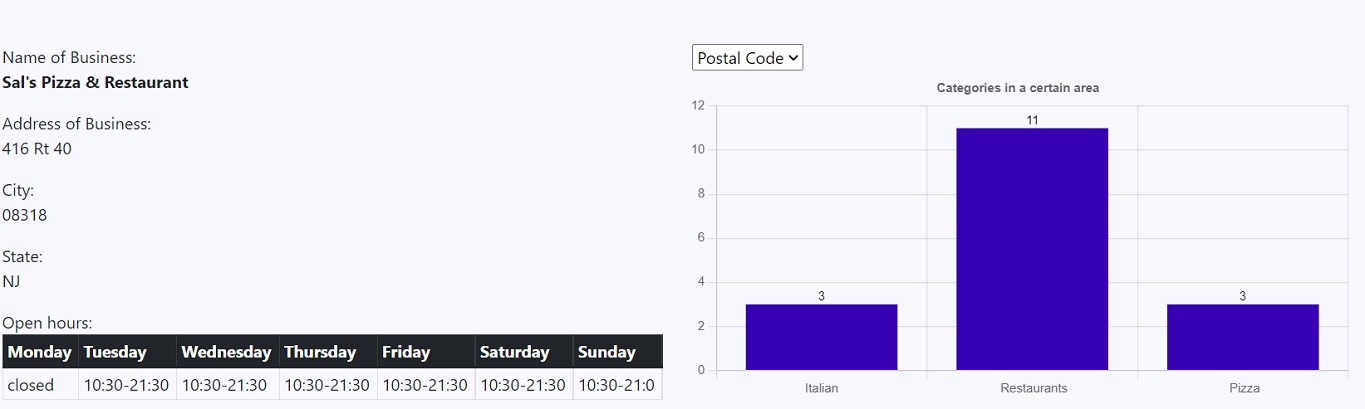 Name of Business:
Sal's Pizza & Restaurant
Address of Business:
416 Rt 40
City:
08318
State:
NJ
Open hours:
Monday Tuesday Wednesday Thursday Friday Saturday Sunday
closed 10:30-21:30 10:30-21:30 10:30-21:30 10:30-21:30 10:30-21:30 10:30-21:0
Postal Code
Categories in a certain area
12
10
8
6
4
2
0
3 11 3
Italian Restaurants Pizza